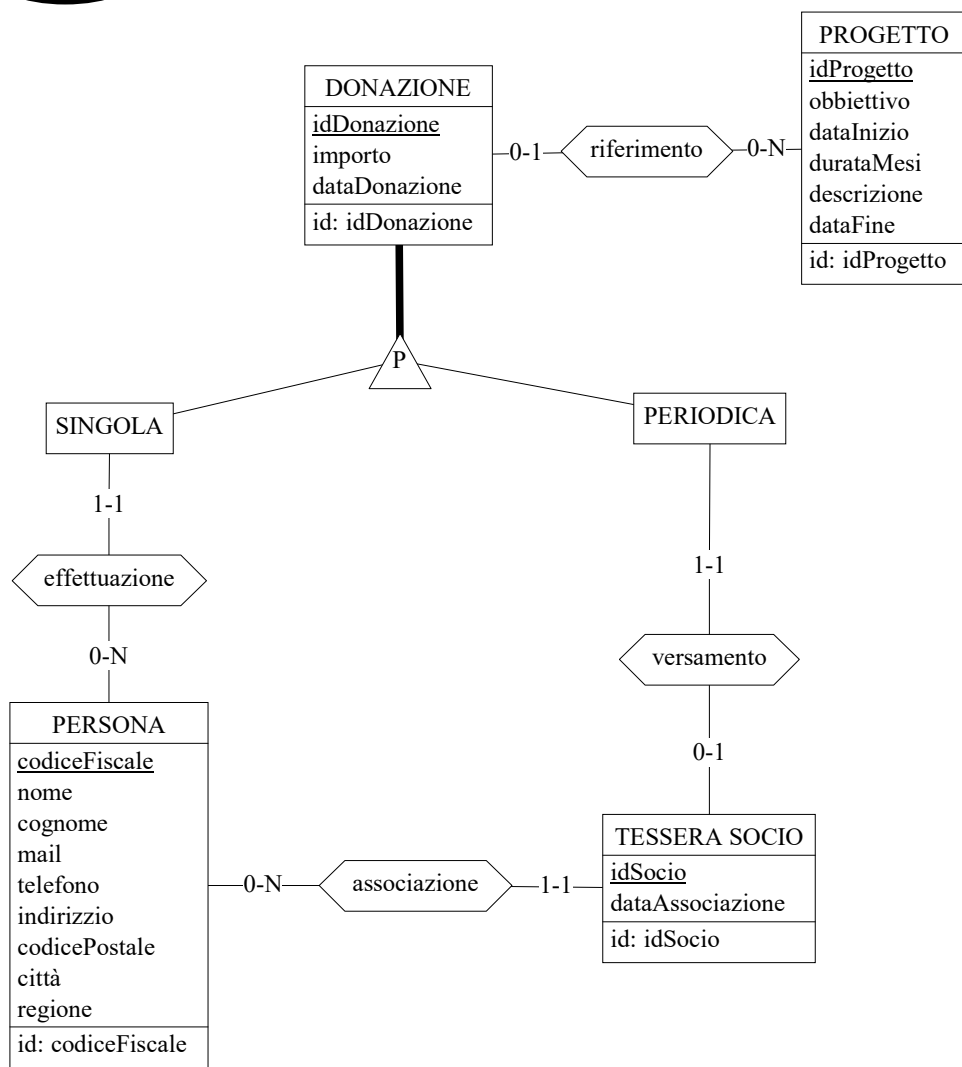 PROGETTO
idProgetto
obbiettivo
dataInizio
durataMesi
descrizione
dataFine
id: idProgetto
DONAZIONE
idDonazione
importo
dataDonazione
id: idDonazione
0-1
riferimento
0-N
P
SINGOLA
PERIODICA
1-1
effettuazione
0-N
1-1
versamento
0-1
PERSONA
codiceFiscale
nome
cognome
mail
telefono
indirizzio
codicePostale
città
regione
id: codiceFiscale
0-N
associazione
1-1
TESSERA SOCIO
idSocio
dataAssociazione
id: idSocio